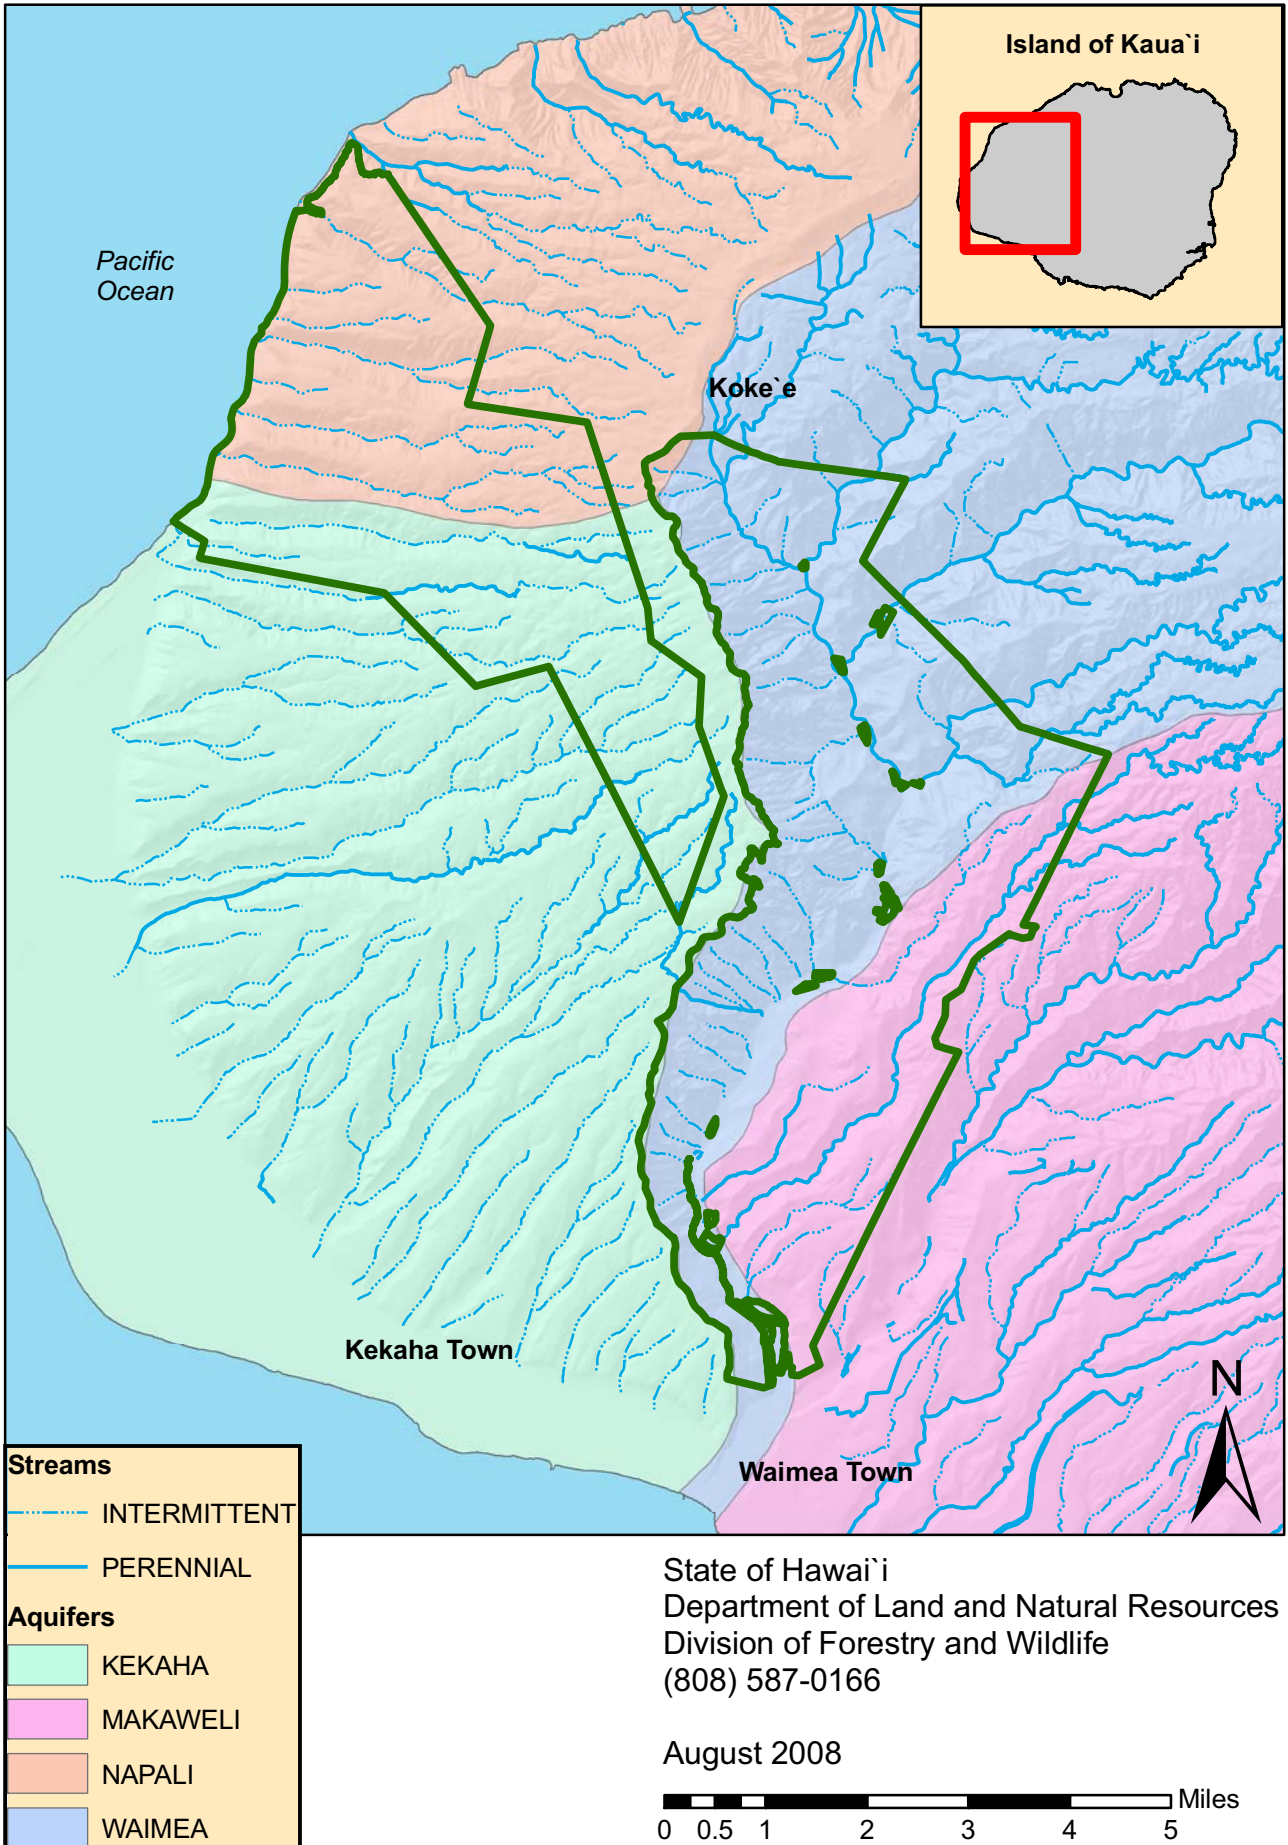 Island of Kaua`i
Pacific
Ocean
Koke`e
Kekaha Town
Waimea Town
N
Streams
INTERMITTENT
PERENNIAL
Aquifers
KEKAHA
MAKAWELI
NAPALI
WAIMEA
State of Hawai`i
Department of Land and Natural Resources
Division of Forestry and Wildlife
(808) 587-0166
August 2008
Miles
0 0.5 1 2 3 4 5